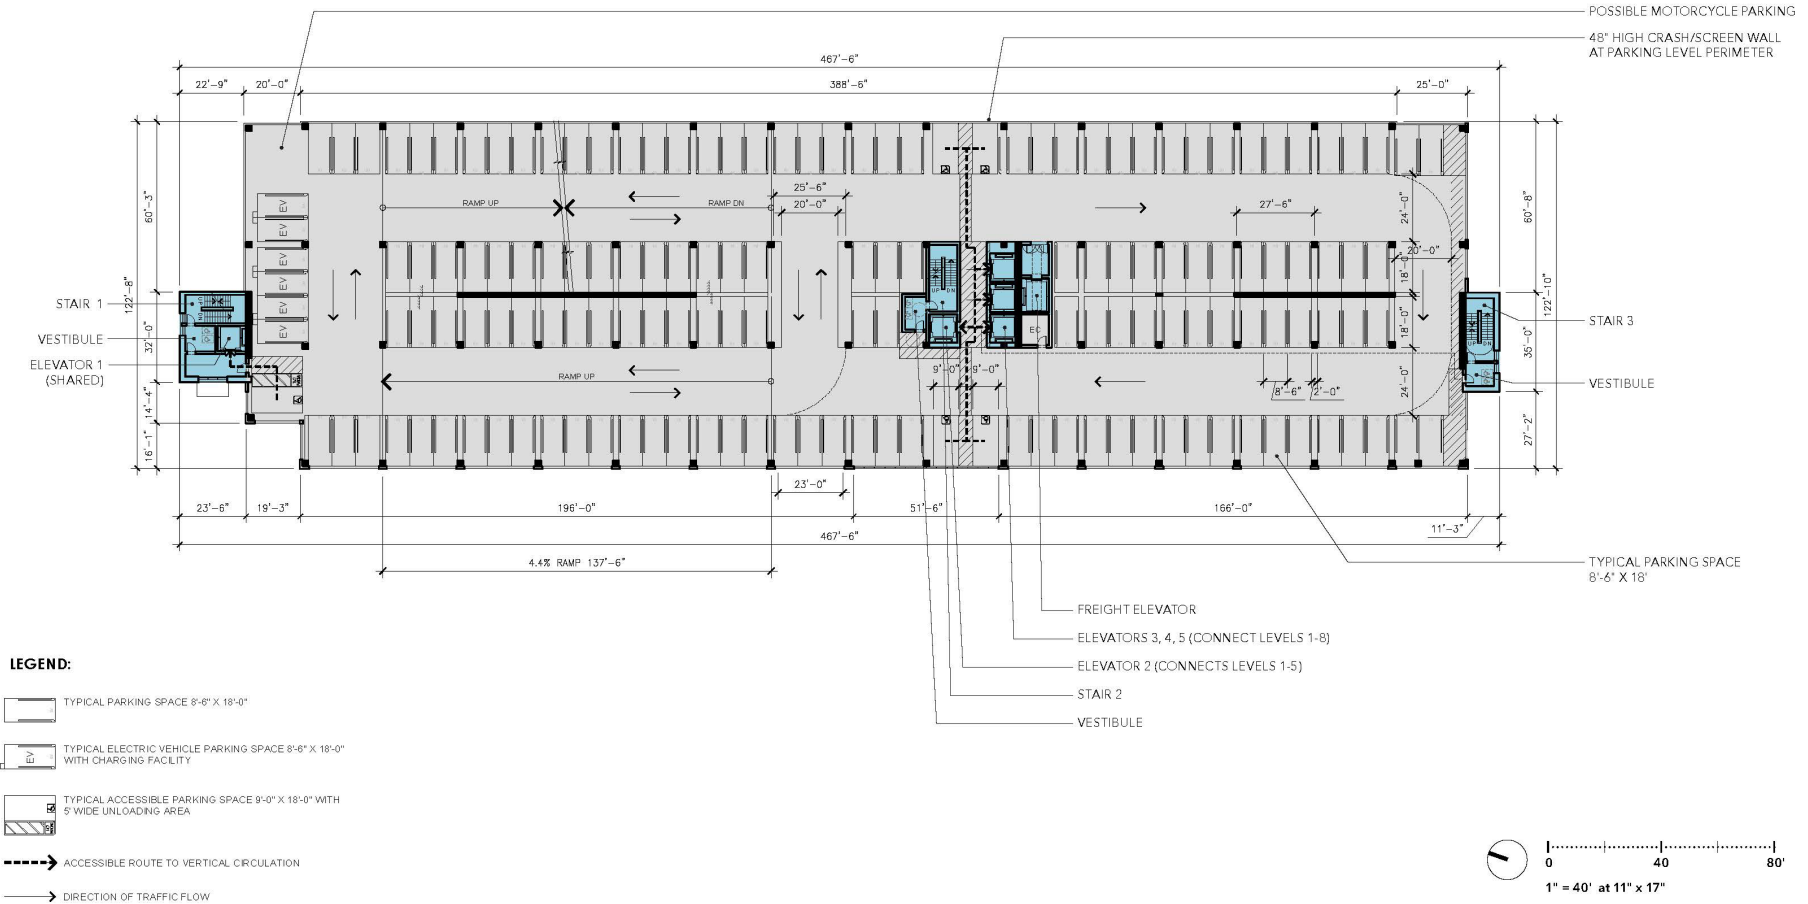 POSSIBLE MOTORCYCLE PARKING
48" HIGH CRASH/SCREEN WALL
AT PARKING LEVEL PERIMETER
467'-6"
22'-9"
20'-0"
388'-6"
25'-0"
25'-6"
RAMP UP
RAMP DN
20'-0"
27'-6"
24'-0"
60'-3"
122'-8"
60'-8"
122'-10"
EV
EV
EV
EV
EV
20'-0"
18'-0"
18'-0"
STAIR 1
VESTIBULE
ELEVATOR 1
(SHARED)
32'-0"
UP DN
EC
UP DN
STAIR 3
35'-0"
VESTIBULE
RAMP UP
9'-0"
9'-0"
8'-6"
2'-0"
24'-0"
14'-4"
16'-1"
27'-2"
23'-0"
23'-6"
19'-3"
196'-0"
51'-6"
166'-0"
11'-3"
467'-6"
4.4% RAMP 137'-6"
TYPICAL PARKING SPACE
8'-6" X 18'
FREIGHT ELEVATOR
ELEVATORS 3, 4, 5 (CONNECT LEVELS 1-8)
ELEVATOR 2 (CONNECTS LEVELS 1-5)
STAIR 2
VESTIBULE
LEGEND:
TYPICAL PARKING SPACE 8'-6" X 18'-0"
EV
TYPICAL ELECTRIC VEHICLE PARKING SPACE 8'-6" X 18'-0"
WITH CHARGING FACILITY
TYPICAL ACCESSIBLE PARKING SPACE 9'-0" X 18'-0" WITH
5' WIDE UNLOADING AREA
ACCESSIBLE ROUTE TO VERTICAL CIRCULATION
DIRECTION OF TRAFFIC FLOW
0
40
80'
1" = 40' at 11" x 17"